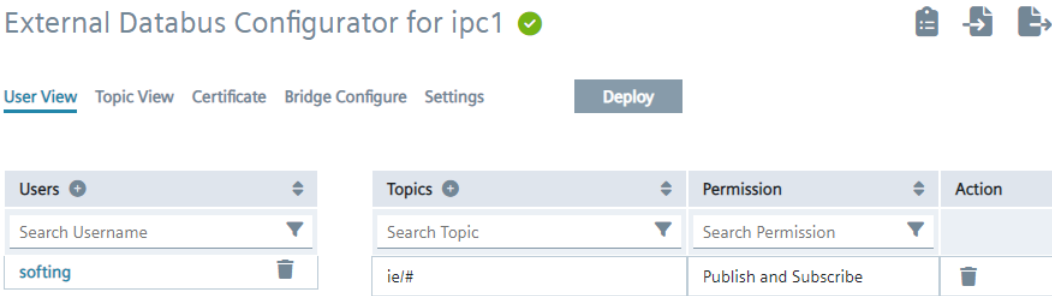 External Databus Configurator for ipc1
User View Topic View Certificate Bridge Configure Settings Deploy
Users Topics Permission Action
Search Username Search Topic Search Permission
softing ie/# Publish and Subscribe